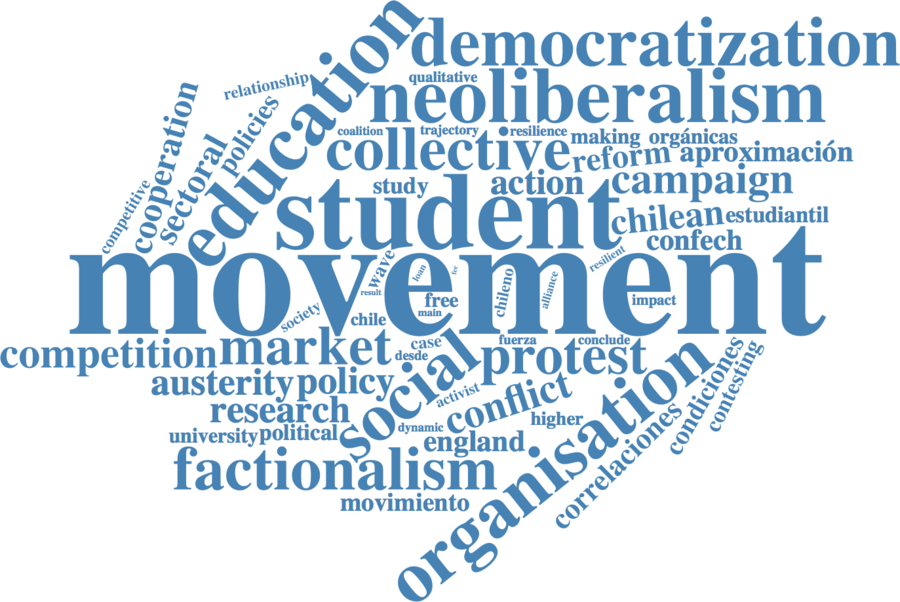 democratization
education
qualitative
relationship
neoliberalism
cooperation
policies
coalition
trajectory
resilience
making
orgánicas
sectoral
collective
reform
aproximación
study
action
campaign
competitive
student
chilean
estudiantil
confech
movement
wave
loan
fee
resilient
chileno
alliance
result
free
main
impact
society
chile
competition
market
case
desde
fuerza
conclude
protest
social
austerity
policy
activist
conflict
organisation
condiciones
contesting
research
dynamic
higher
university
political
england
correlaciones
factionalism
movimiento